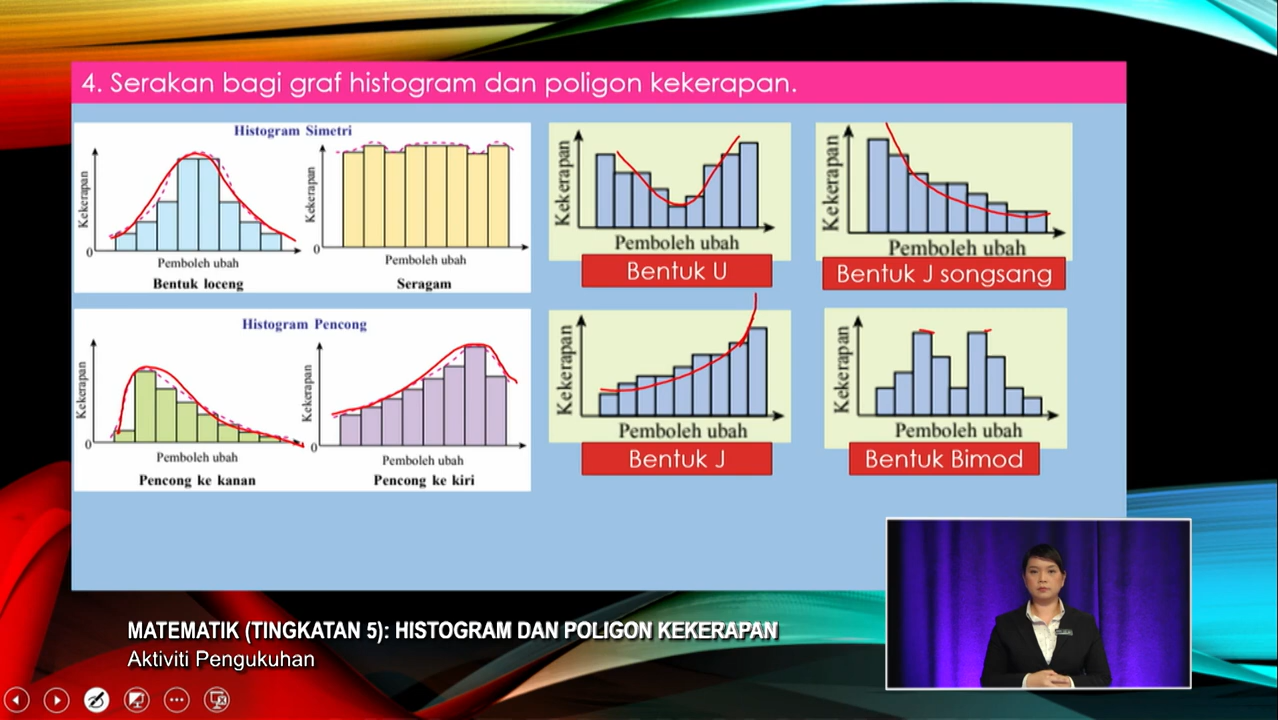 4. Serakan bagi graf histogram dan poligon kekerapan.
Histogram Simetri
Kekerapan
0
Pemboleh ubah
Bentuk loceng
Kekerapan
0
Pemboleh ubah
Seragam
Kekerapan
Pemboleh ubah
Bentuk U
Kekerapan
Pemboleh ubah
Bentuk J songsang
Histogram Pencong
Kekerapan
0
Pemboleh ubah
Pencong ke kanan
Kekerapan
0
Pemboleh ubah
Pencong ke kiri
Kekerapan
Pemboleh ubah
Bentuk J
Kekerapan
Pemboleh ubah
Bentuk Bimod
MATEMATIK (TINGKATAN 5): HISTOGRAM DAN POLIGON KEKERAPAN
Aktiviti Pengukuhan